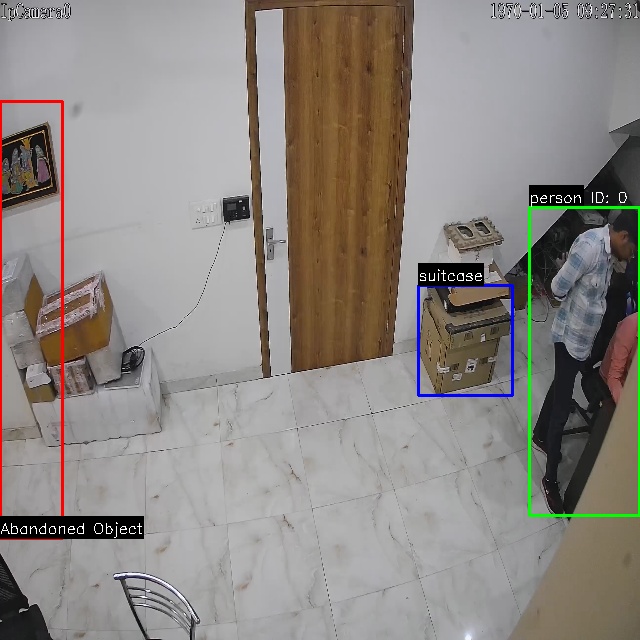 IpCamera0
1970-01-05 09:27:31
person ID: 0
suitcase
Abandoned Object